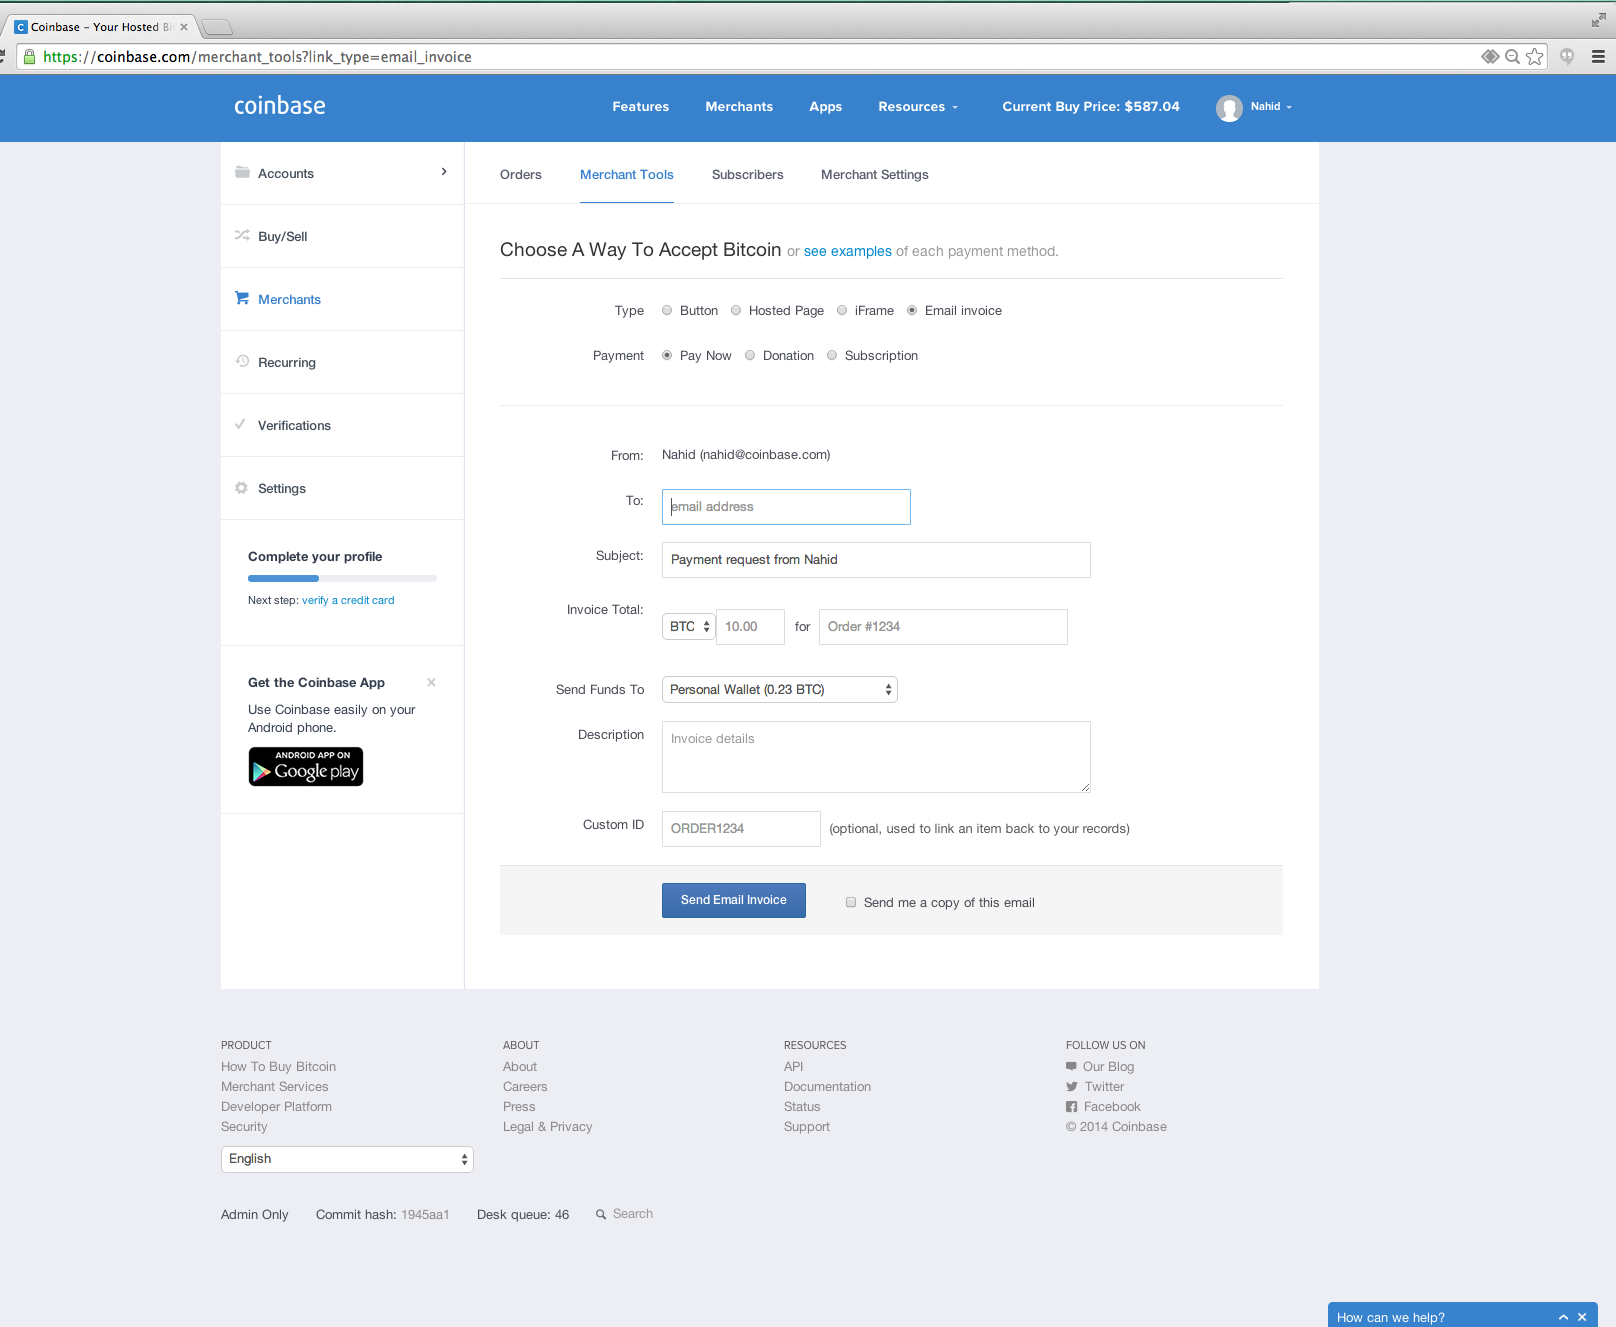 Coinbase – Your Hosted Bi
https://coinbase.com/merchant_tools?link_type=email_invoice
coinbase
Features
Merchants
Apps
Resources
Current Buy Price: $587.04
Nahid
Accounts
Buy/Sell
Merchants
Recurring
Verifications
Settings
Complete your profile
Next step: verify a credit card
Get the Coinbase App
Use Coinbase easily on your
Android phone.
ANDROID APP ON
Google play
Orders
Merchant Tools
Subscribers
Merchant Settings
Choose A Way To Accept Bitcoin or see examples of each payment method.
Type Button Hosted Page iFrame Email invoice
Payment Pay Now Donation Subscription
From: Nahid (nahid@coinbase.com)
To: email address
Subject: Payment request from Nahid
Invoice Total: BTC 10.00 for Order #1234
Send Funds To Personal Wallet (0.23 BTC)
Description Invoice details
Custom ID ORDER1234 (optional, used to link an item back to your records)
Send Email Invoice Send me a copy of this email
PRODUCT
How To Buy Bitcoin
Merchant Services
Developer Platform
Security
English
ABOUT
About
Careers
Press
Legal & Privacy
RESOURCES
API
Documentation
Status
Support
FOLLOW US ON
Our Blog
Twitter
Facebook
© 2014 Coinbase
Admin Only Commit hash: 1945aa1 Desk queue: 46 Search
How can we help?